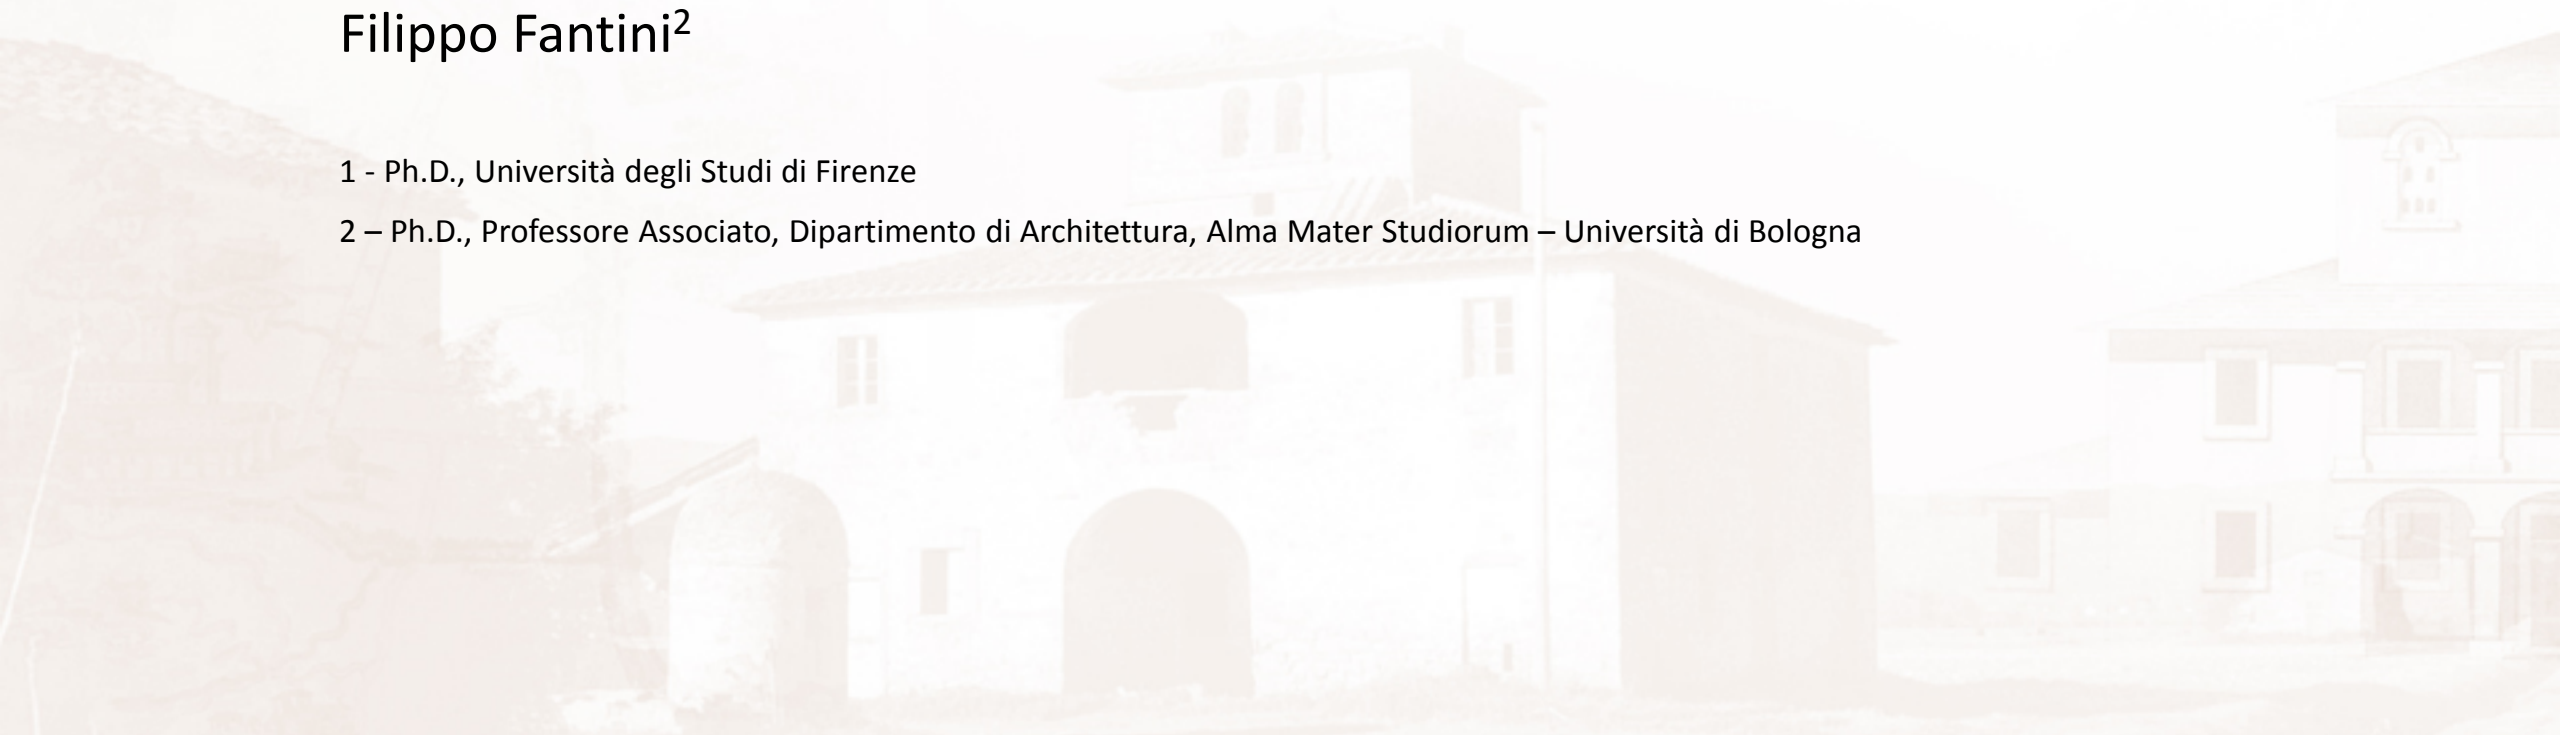 Filippo Fantini²
1 - Ph.D., Università degli Studi di Firenze
2 – Ph.D., Professore Associato, Dipartimento di Architettura, Alma Mater Studiorum – Università di Bologna